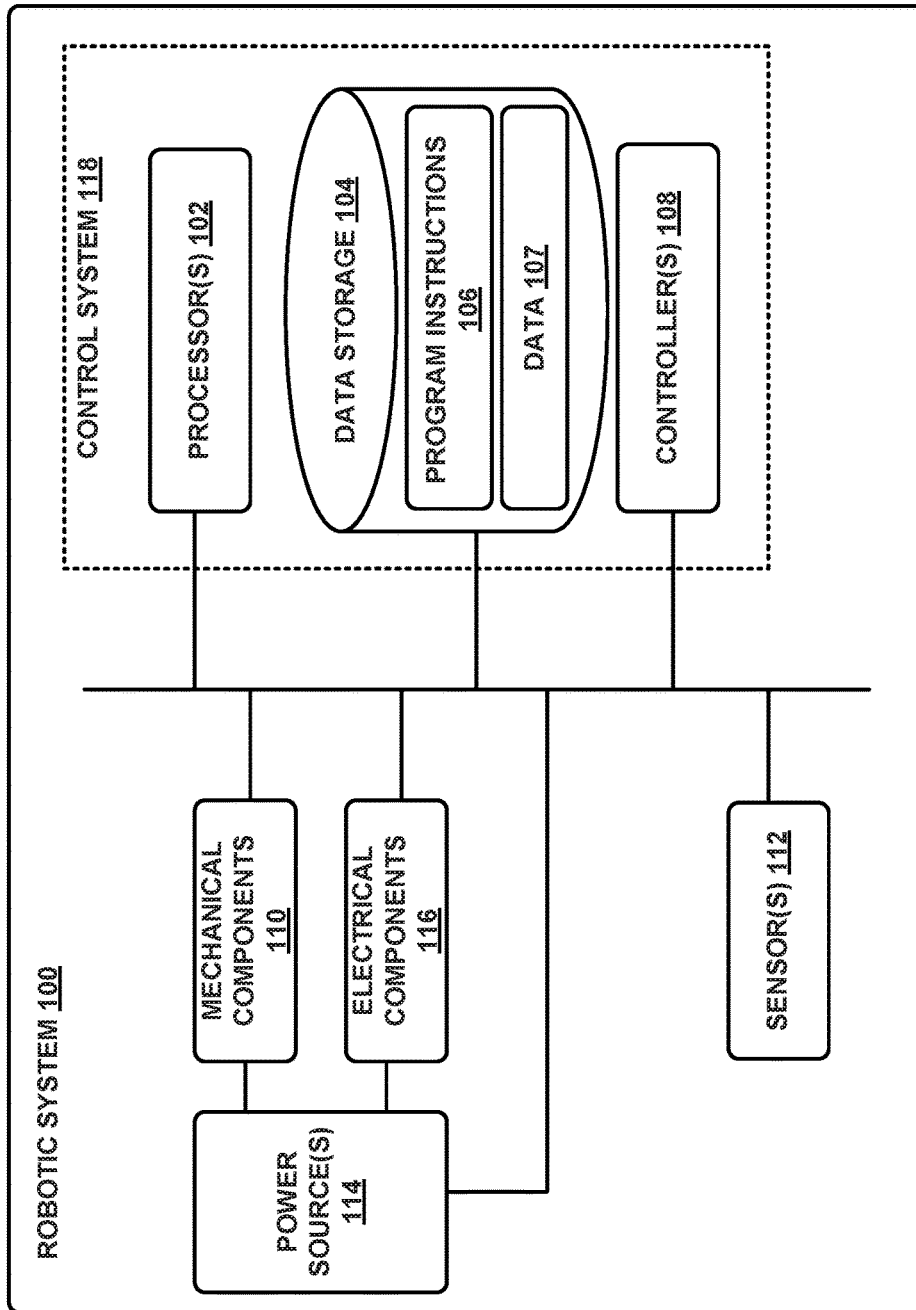 ROBOTIC SYSTEM 100
POWER
SOURCE(S)
114
MECHANICAL
COMPONENTS
110
ELECTRICAL
COMPONENTS
116
SENSOR(S) 112
CONTROL SYSTEM 118
PROCESSOR(S) 102
DATA STORAGE 104
PROGRAM INSTRUCTIONS
106
DATA 107
CONTROLLER(S) 108